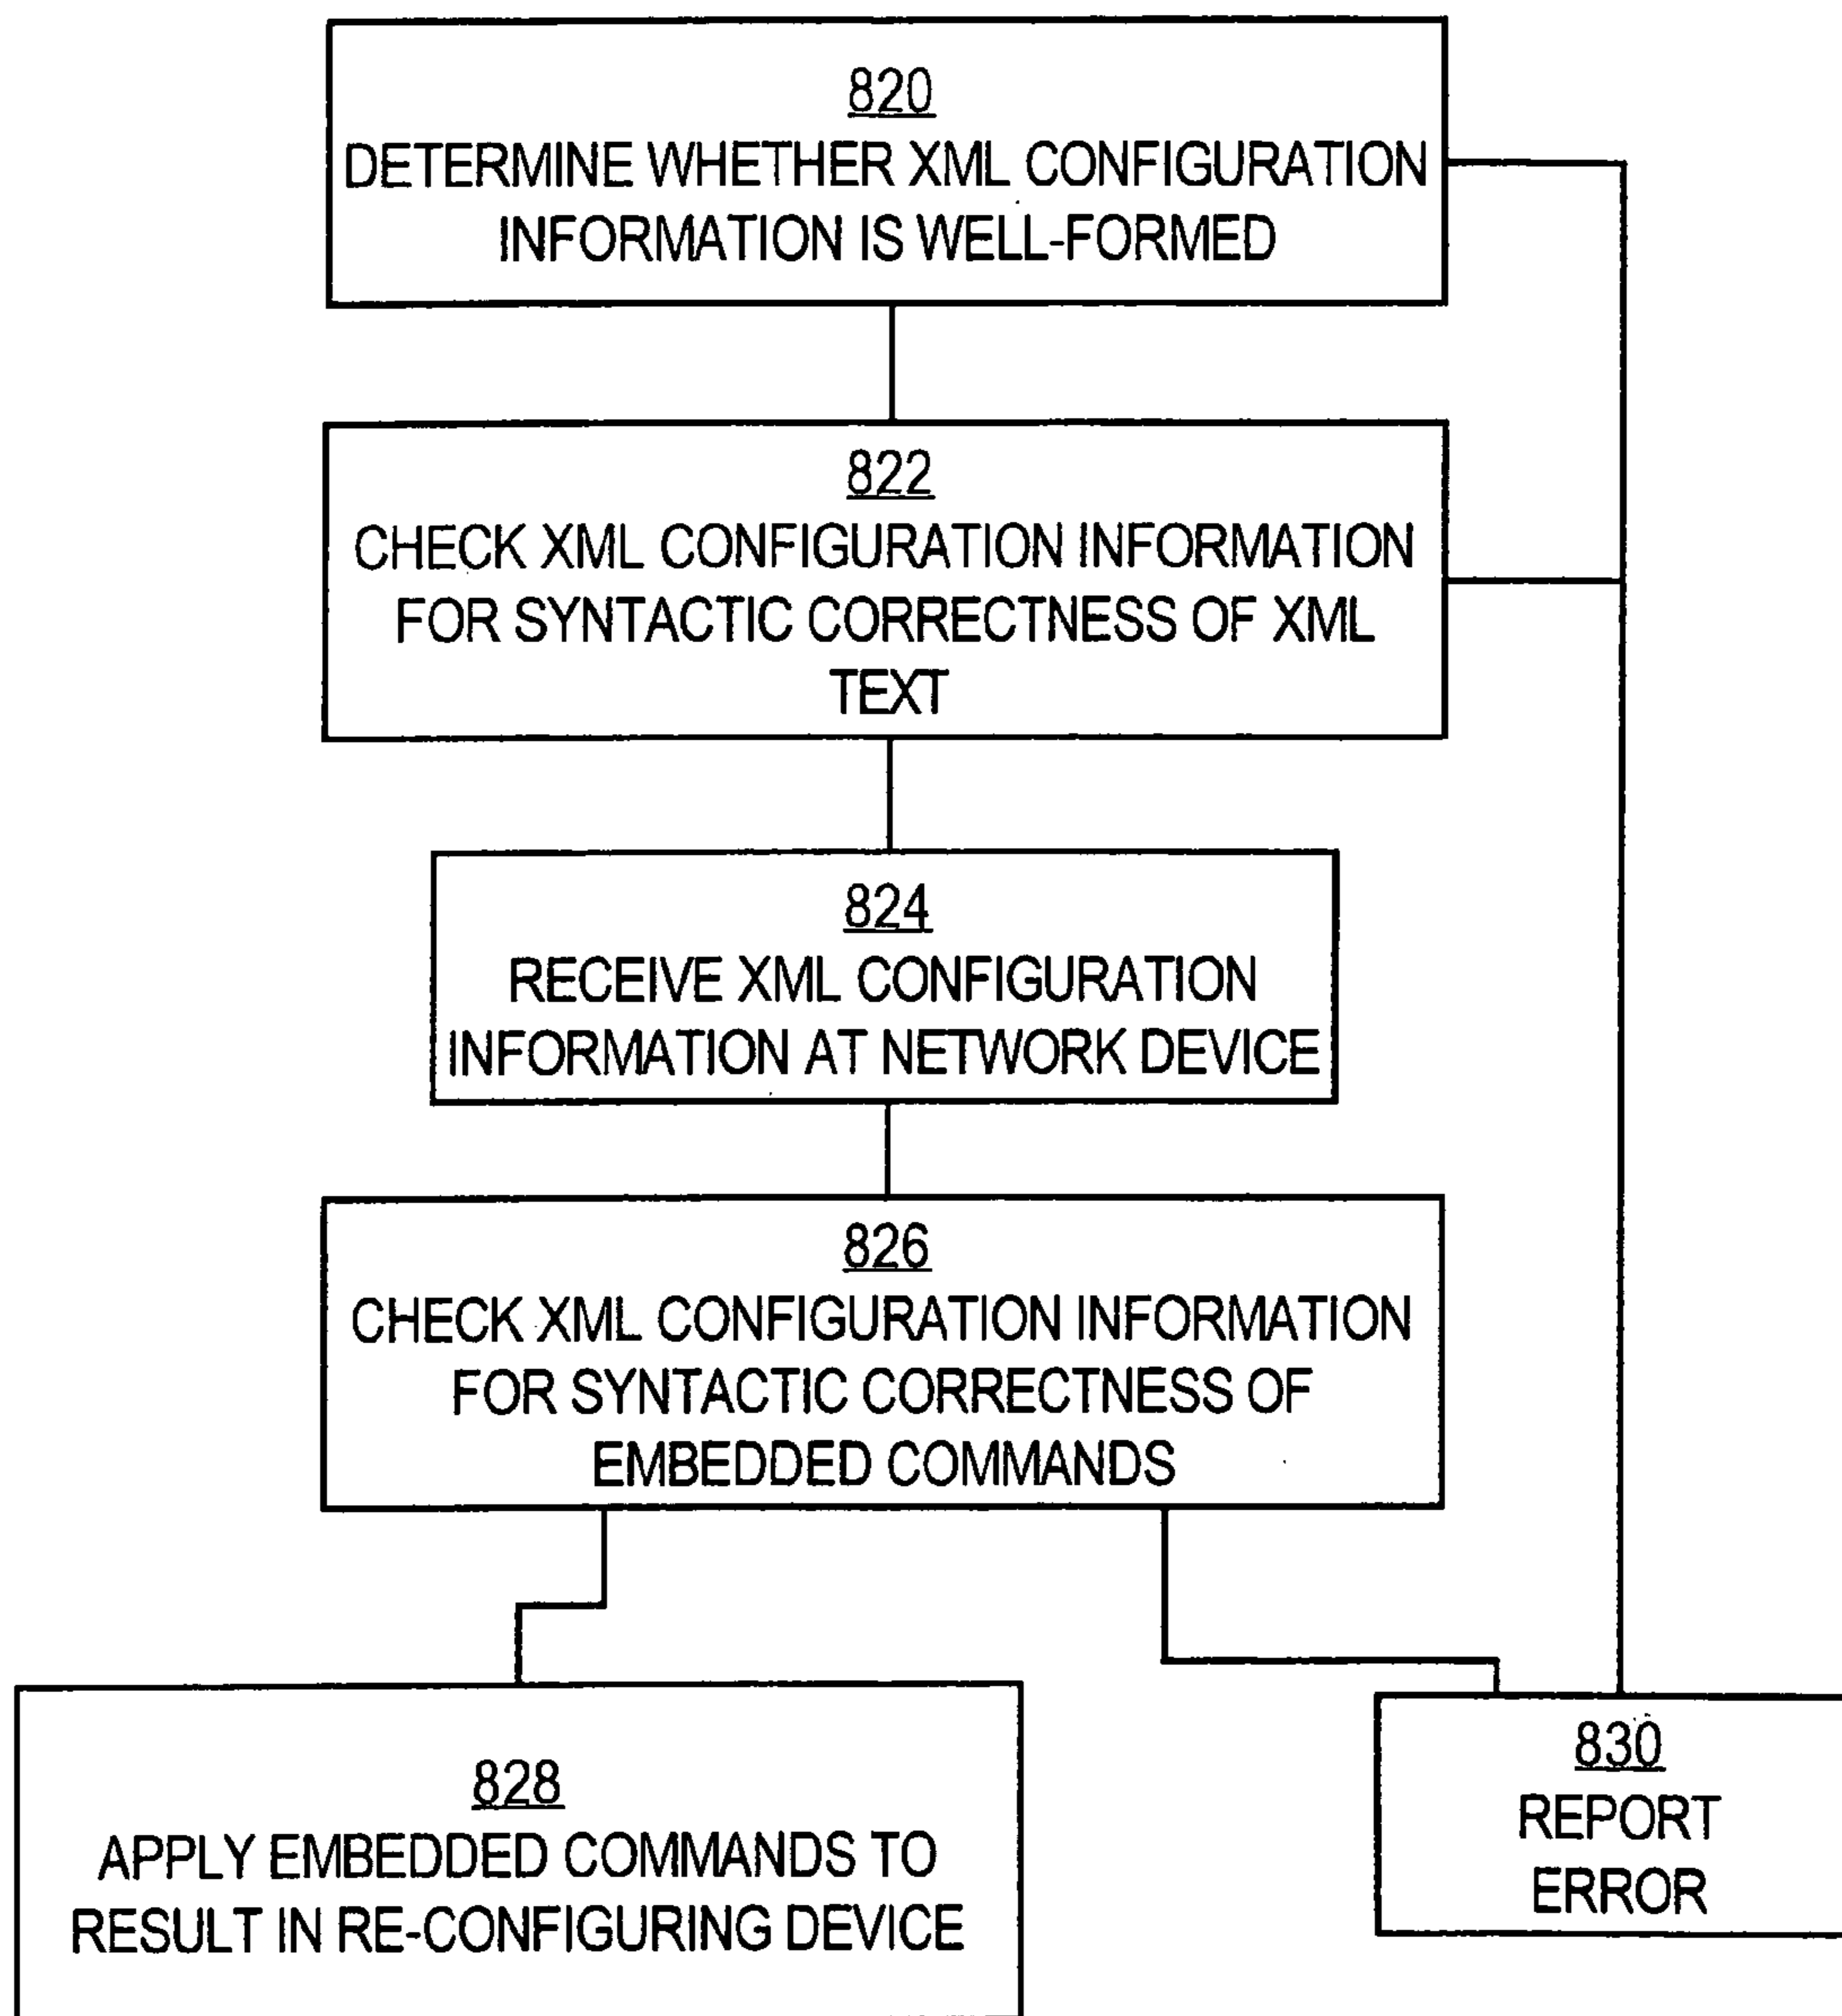 820
DETERMINE WHETHER XML CONFIGURATION
INFORMATION IS WELL-FORMED
822
CHECK XML CONFIGURATION INFORMATION
FOR SYNTACTIC CORRECTNESS OF XML
TEXT
824
RECEIVE XML CONFIGURATION
INFORMATION AT NETWORK DEVICE
826
CHECK XML CONFIGURATION INFORMATION
FOR SYNTACTIC CORRECTNESS OF
EMBEDDED COMMANDS
828
APPLY EMBEDDED COMMANDS TO
RESULT IN RE-CONFIGURING DEVICE
830
REPORT
ERROR